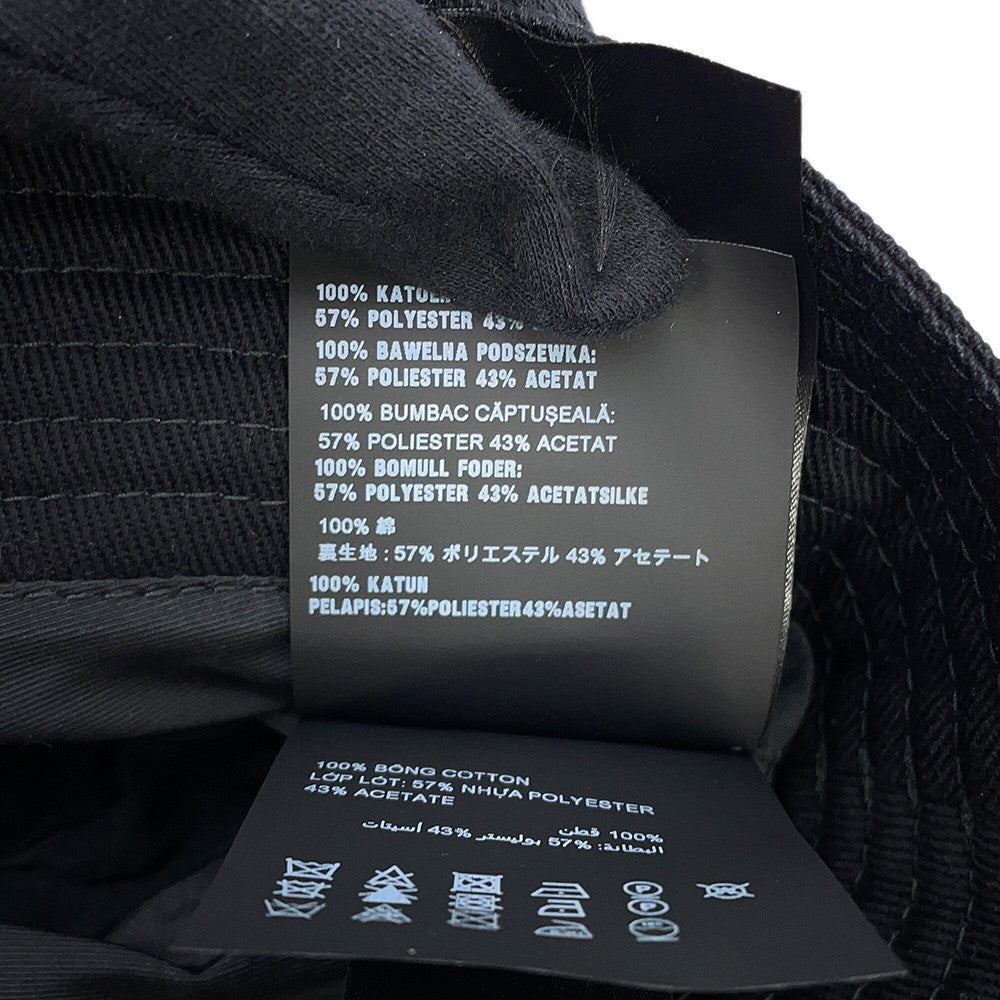 100%
57% POLYESTER 43%
100% BAWELNA PODSZEWKA:
57% POLIESTER 43% ACETAT
100% BUMBAC CĂPTUȘEALĂ:
57% POLIESTER 43% ACETAT
100% BOMULL FODER:
57% POLYESTER 43% ACETATSILKE
100% 綿
裏生地 : 57% ポリエステル 43% アセテート
100% KATUN
PELAPIS:57%POLIESTER43%ASETAT
100% BÔNG COTTON
LỚP LÓT: 57% NHỰA POLYESTER
43% ACETATE
100% قطن
البطانة: 57% بوليستر 43% أسيتات